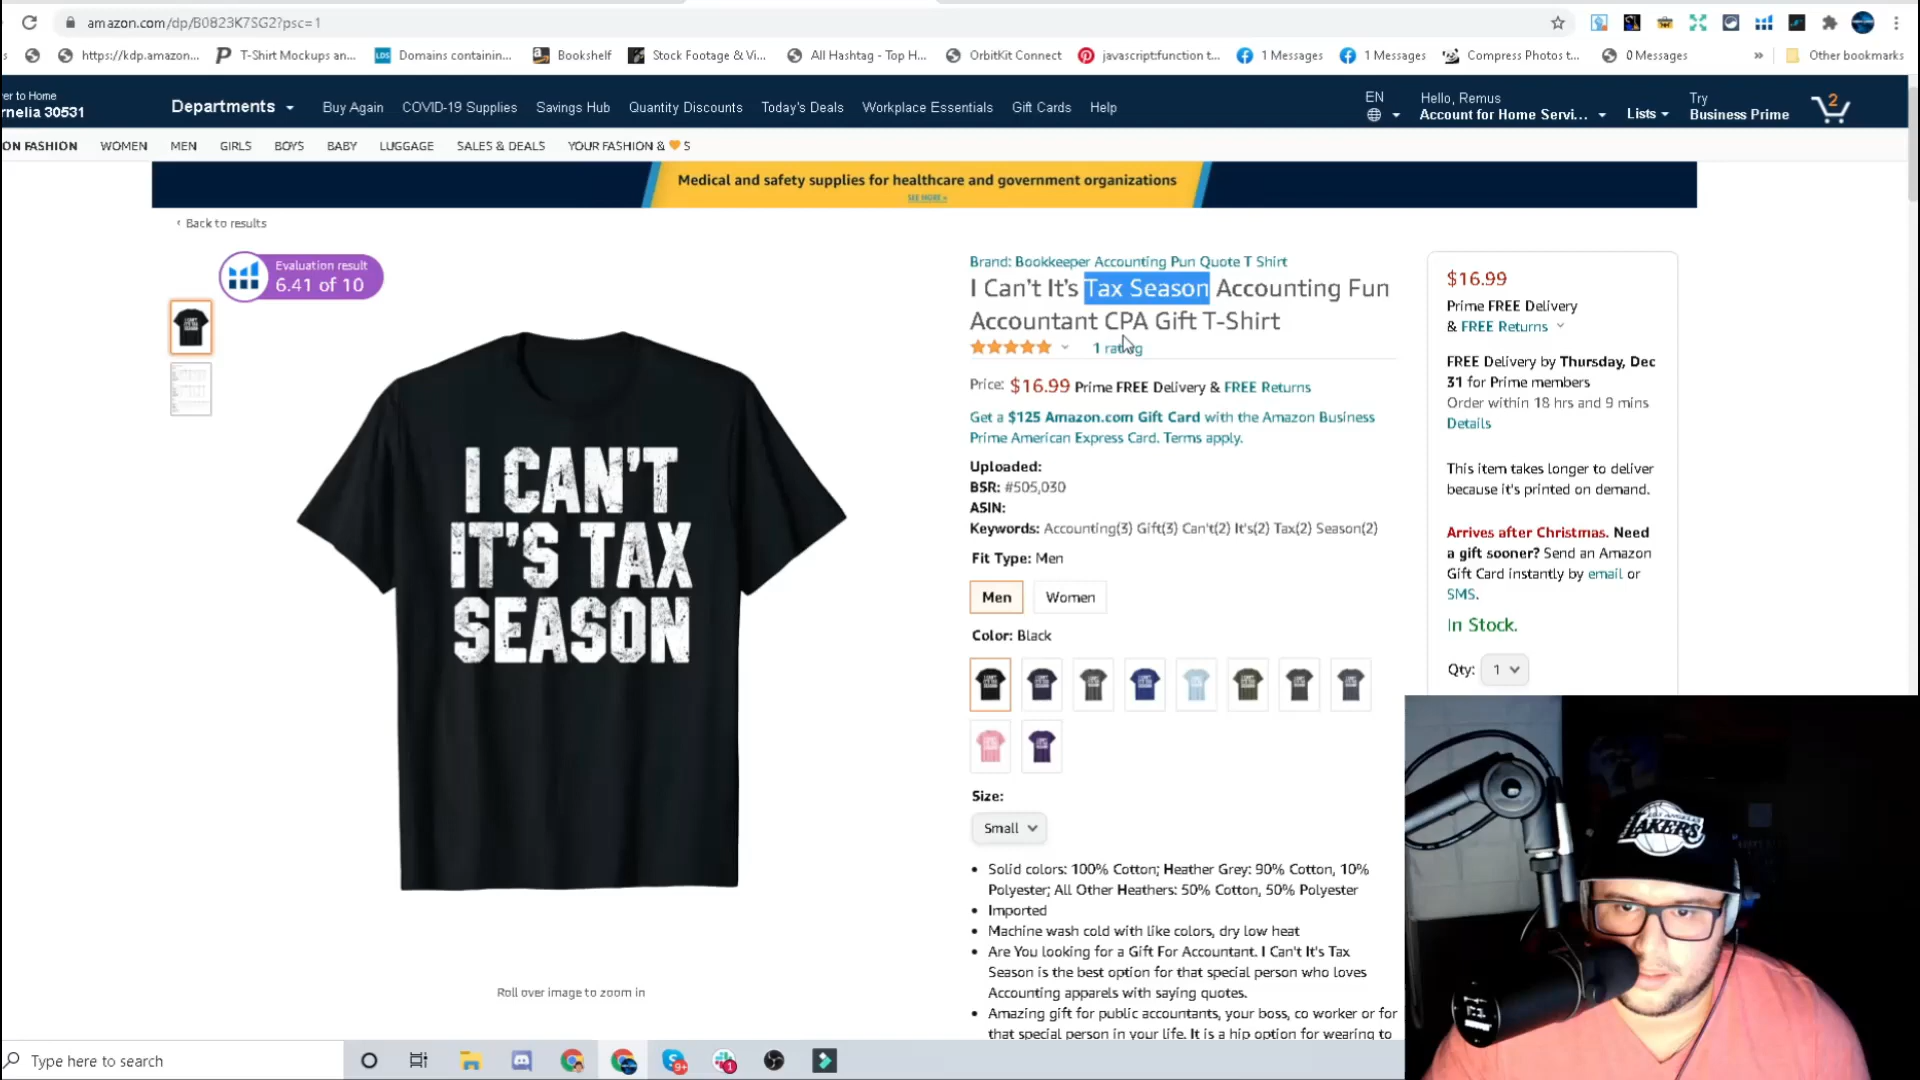 amazon.com/dp/B0823K7SG2?psc=1
https://kdp.amazon...
T-Shirt Mockups an...
Domains containin...
Bookshelf
Stock Footage & Vi...
All Hashtag - Top H...
OrbitKit Connect
javascript:function t...
1 Messages
1 Messages
Compress Photos t...
0 Messages
»
Other bookmarks
er to Home
rnelia 30531
Departments
Buy Again
COVID-19 Supplies
Savings Hub
Quantity Discounts
Today's Deals
Workplace Essentials
Gift Cards
Help
EN
Hello, Remus
Account for Home Servi...
Lists
Try
Business Prime
2
ON FASHION
WOMEN
MEN
GIRLS
BOYS
BABY
LUGGAGE
SALES & DEALS
YOUR FASHION & 🧡 S
Medical and safety supplies for healthcare and government organizations
SEE MORE »
‹ Back to results
Evaluation result
6.41 of 10
I CAN'T
IT'S TAX
SEASON
Roll over image to zoom in
Brand: Bookkeeper Accounting Pun Quote T Shirt
I Can't It's Tax Season Accounting Fun
Accountant CPA Gift T-Shirt
1 rating
Price: $16.99 Prime FREE Delivery & FREE Returns
Get a $125 Amazon.com Gift Card with the Amazon Business
Prime American Express Card. Terms apply.
Uploaded:
BSR: #505,030
ASIN:
Keywords: Accounting(3) Gift(3) Can't(2) It's(2) Tax(2) Season(2)
Fit Type: Men
Men
Women
Color: Black
Size:
Small
• Solid colors: 100% Cotton; Heather Grey: 90% Cotton, 10%
Polyester; All Other Heathers: 50% Cotton, 50% Polyester
• Imported
• Machine wash cold with like colors, dry low heat
• Are You looking for a Gift For Accountant. I Can't It's Tax
Season is the best option for that special person who loves
Accounting apparels with saying quotes.
• Amazing gift for public accountants, your boss, co worker or for
that special person in your life. It is a hip option for wearing to
$16.99
Prime FREE Delivery
& FREE Returns
FREE Delivery by Thursday, Dec
31 for Prime members
Order within 18 hrs and 9 mins
Details
This item takes longer to deliver
because it's printed on demand.
Arrives after Christmas. Need
a gift sooner? Send an Amazon
Gift Card instantly by email or
SMS.
In Stock.
Qty: 1
LOS ANGELES
LAKERS
Type here to search
9+
1